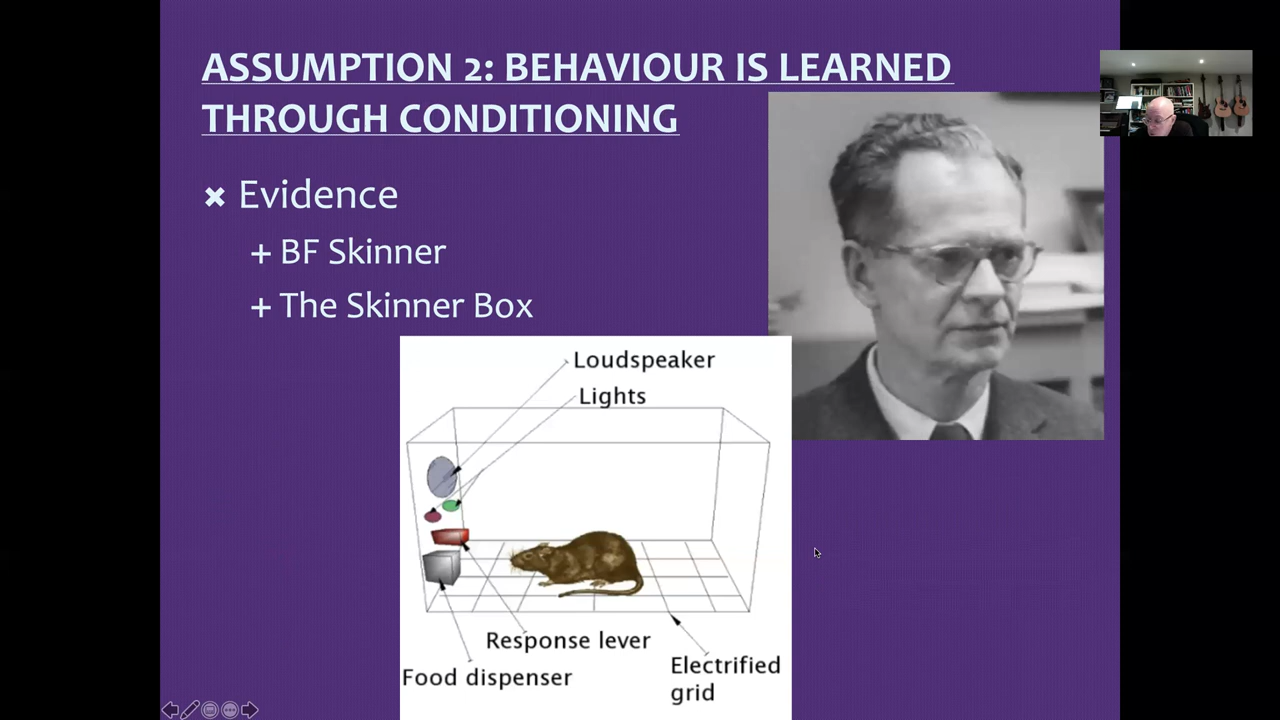 ASSUMPTION 2: BEHAVIOUR IS LEARNED
THROUGH CONDITIONING
Evidence
+ BF Skinner
+ The Skinner Box
Loudspeaker
Lights
Response lever
Food dispenser
Electrified
grid